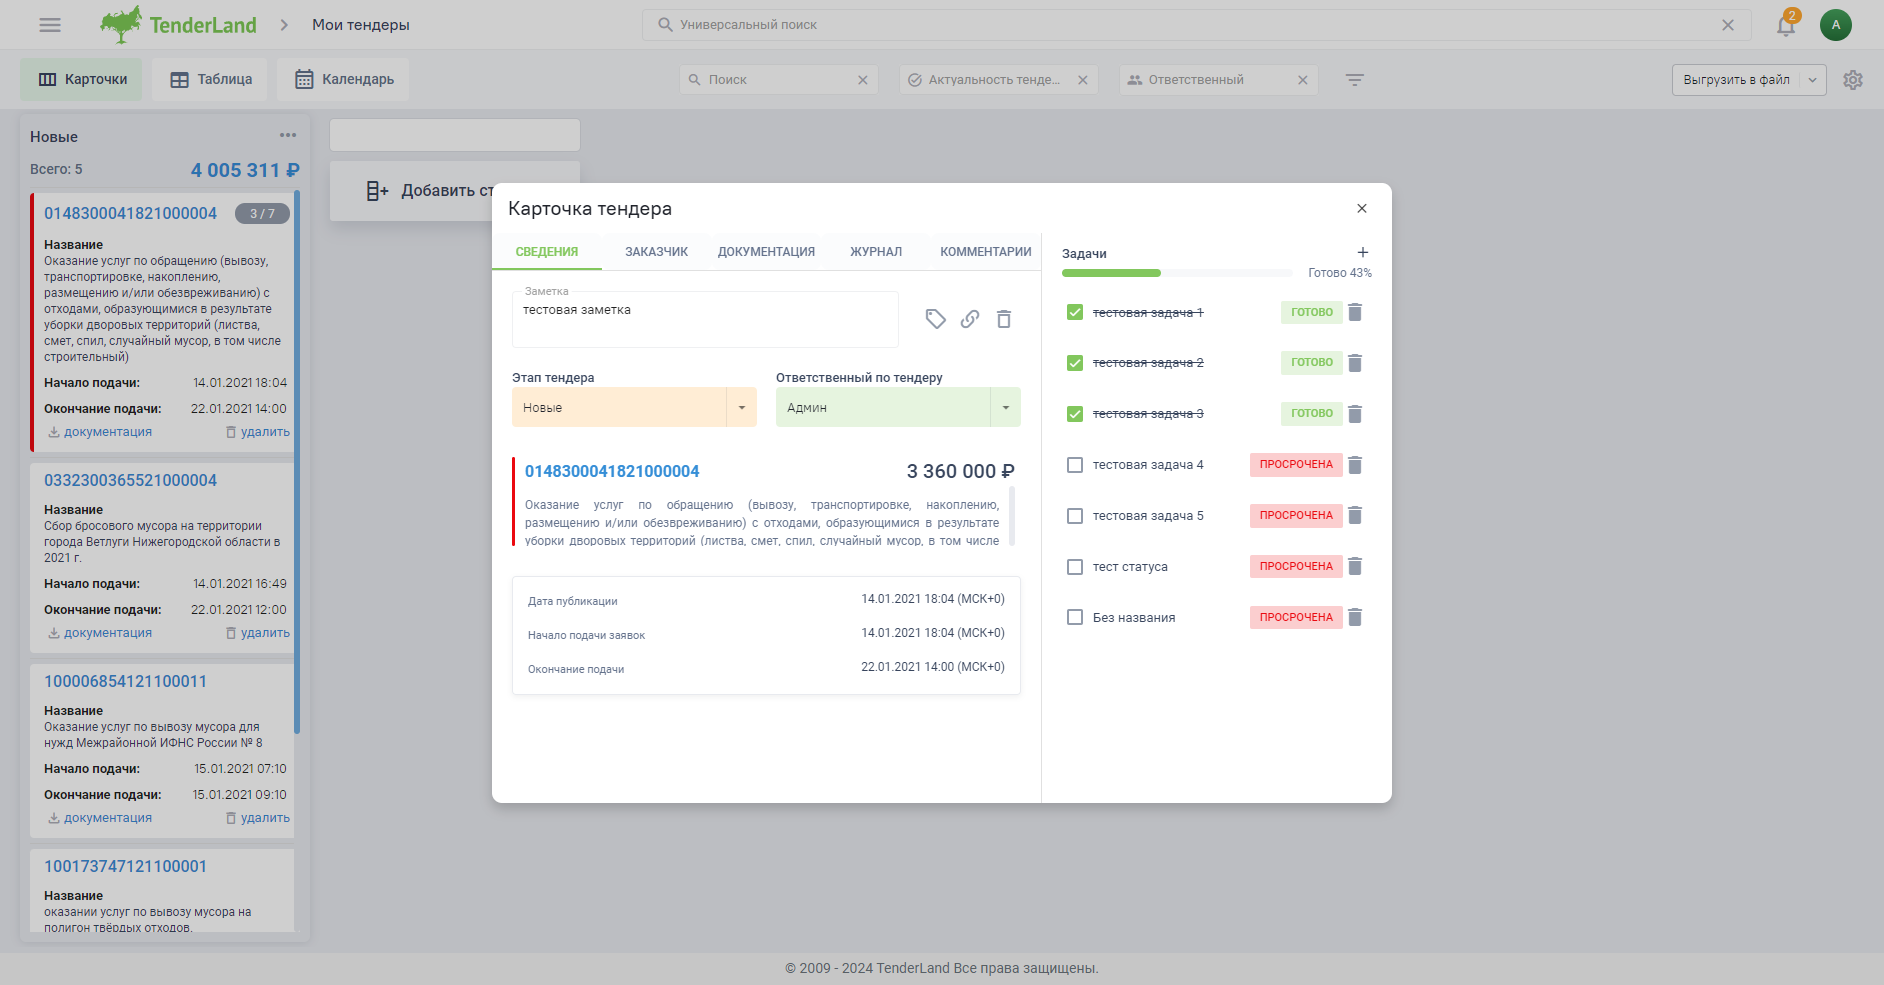 TenderLand
Мои тендеры
Универсальный поиск
2
А
Карточки
Таблица
Календарь
Поиск
Актуальность тенде...
Ответственный
Выгрузить в файл
Новые
Всего: 5
4 005 311 ₽
0148300041821000004
3 / 7
Название
Оказание услуг по обращению (вывозу,
транспортировке, накоплению,
размещению и/или обезвреживанию) с
отходами, образующимися в результате
уборки дворовых территорий (листва,
смет, спил, случайный мусор, в том числе
строительный)
Начало подачи: 14.01.2021 18:04
Окончание подачи: 22.01.2021 14:00
документация удалить
0332300365521000004
Название
Сбор бросового мусора на территории
города Ветлуги Нижегородской области в
2021 г.
Начало подачи: 14.01.2021 16:49
Окончание подачи: 22.01.2021 12:00
документация удалить
100006854121100011
Название
Оказание услуг по вывозу мусора для
нужд Межрайонной ИФНС России № 8
Начало подачи: 15.01.2021 07:10
Окончание подачи: 15.01.2021 09:10
документация удалить
100173747121100001
Название
оказании услуг по вывозу мусора на
полигон твёрдых отходов.
Добавить ст
Карточка тендера
СВЕДЕНИЯ
ЗАКАЗЧИК
ДОКУМЕНТАЦИЯ
ЖУРНАЛ
КОММЕНТАРИИ
Заметка
тестовая заметка
Этап тендера
Новые
Ответственный по тендеру
Админ
0148300041821000004
3 360 000 ₽
Оказание услуг по обращению (вывозу, транспортировке, накоплению,
размещению и/или обезвреживанию) с отходами, образующимися в результате
уборки дворовых территорий (листва, смет, спил, случайный мусор, в том числе
Дата публикации 14.01.2021 18:04 (МСК+0)
Начало подачи заявок 14.01.2021 18:04 (МСК+0)
Окончание подачи 22.01.2021 14:00 (МСК+0)
Задачи
Готово 43%
тестовая задача 1 ГОТОВО
тестовая задача 2 ГОТОВО
тестовая задача 3 ГОТОВО
тестовая задача 4 ПРОСРОЧЕНА
тестовая задача 5 ПРОСРОЧЕНА
тест статуса ПРОСРОЧЕНА
Без названия ПРОСРОЧЕНА
© 2009 - 2024 TenderLand Все права защищены.